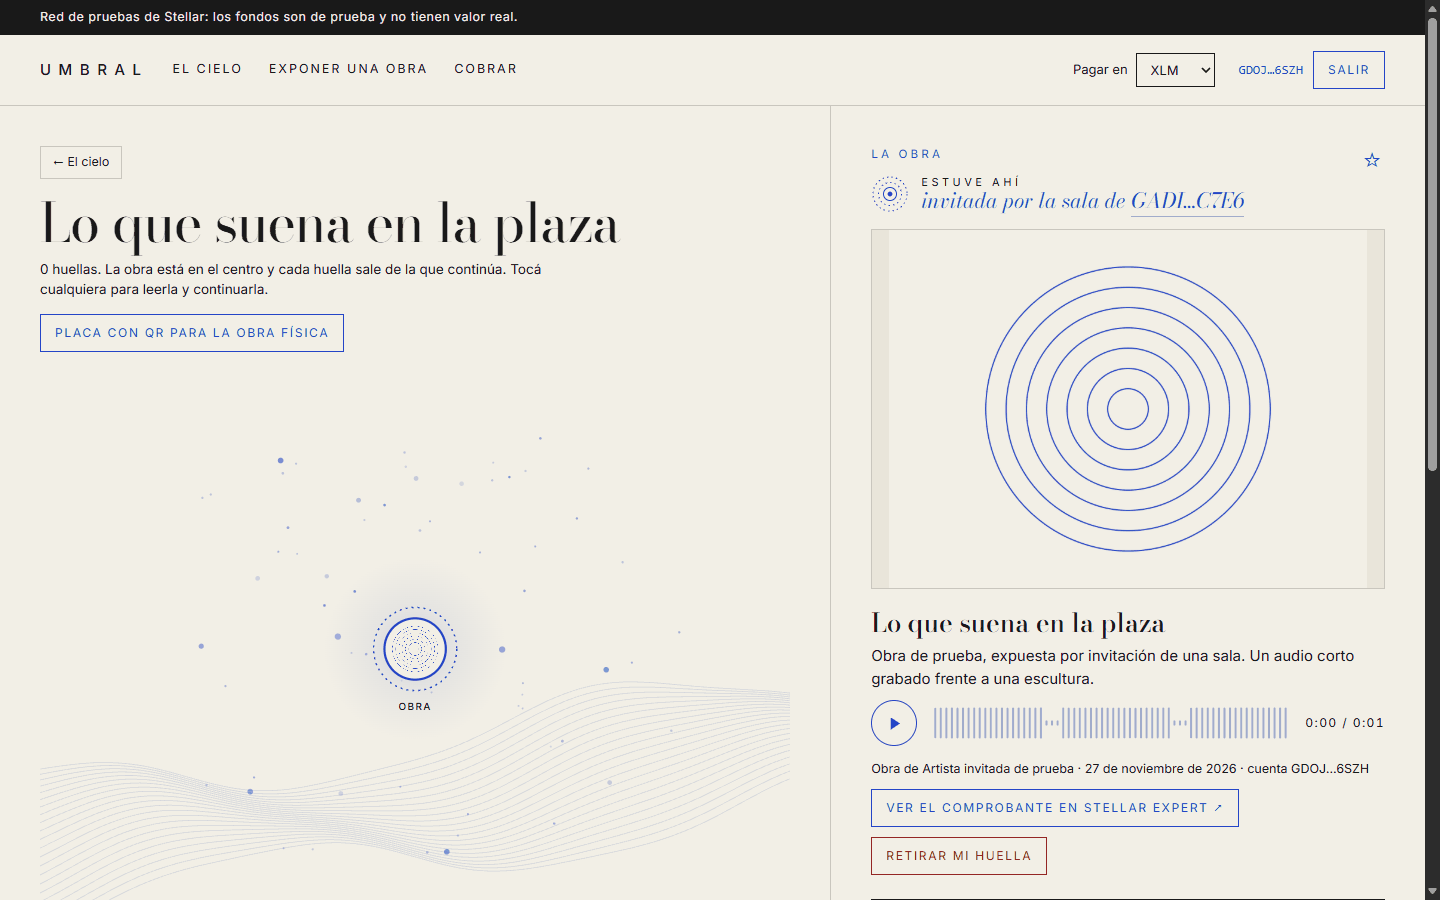 Red de pruebas de Stellar: los fondos son de prueba y no tienen valor real.
UMBRAL EL CIELO EXPONER UNA OBRA COBRAR
Pagar en XLM GDOJ…6SZH SALIR
← El cielo
Lo que suena en la plaza
0 huellas. La obra está en el centro y cada huella sale de la que continúa. Tocá
cualquiera para leerla y continuarla.
PLACA CON QR PARA LA OBRA FÍSICA
OBRA
LA OBRA
ESTUVE AHÍ
invitada por la sala de GADI…C7E6
Lo que suena en la plaza
Obra de prueba, expuesta por invitación de una sala. Un audio corto
grabado frente a una escultura.
0:00 / 0:01
Obra de Artista invitada de prueba · 27 de noviembre de 2026 · cuenta GDOJ…6SZH
VER EL COMPROBANTE EN STELLAR EXPERT ↗
RETIRAR MI HUELLA